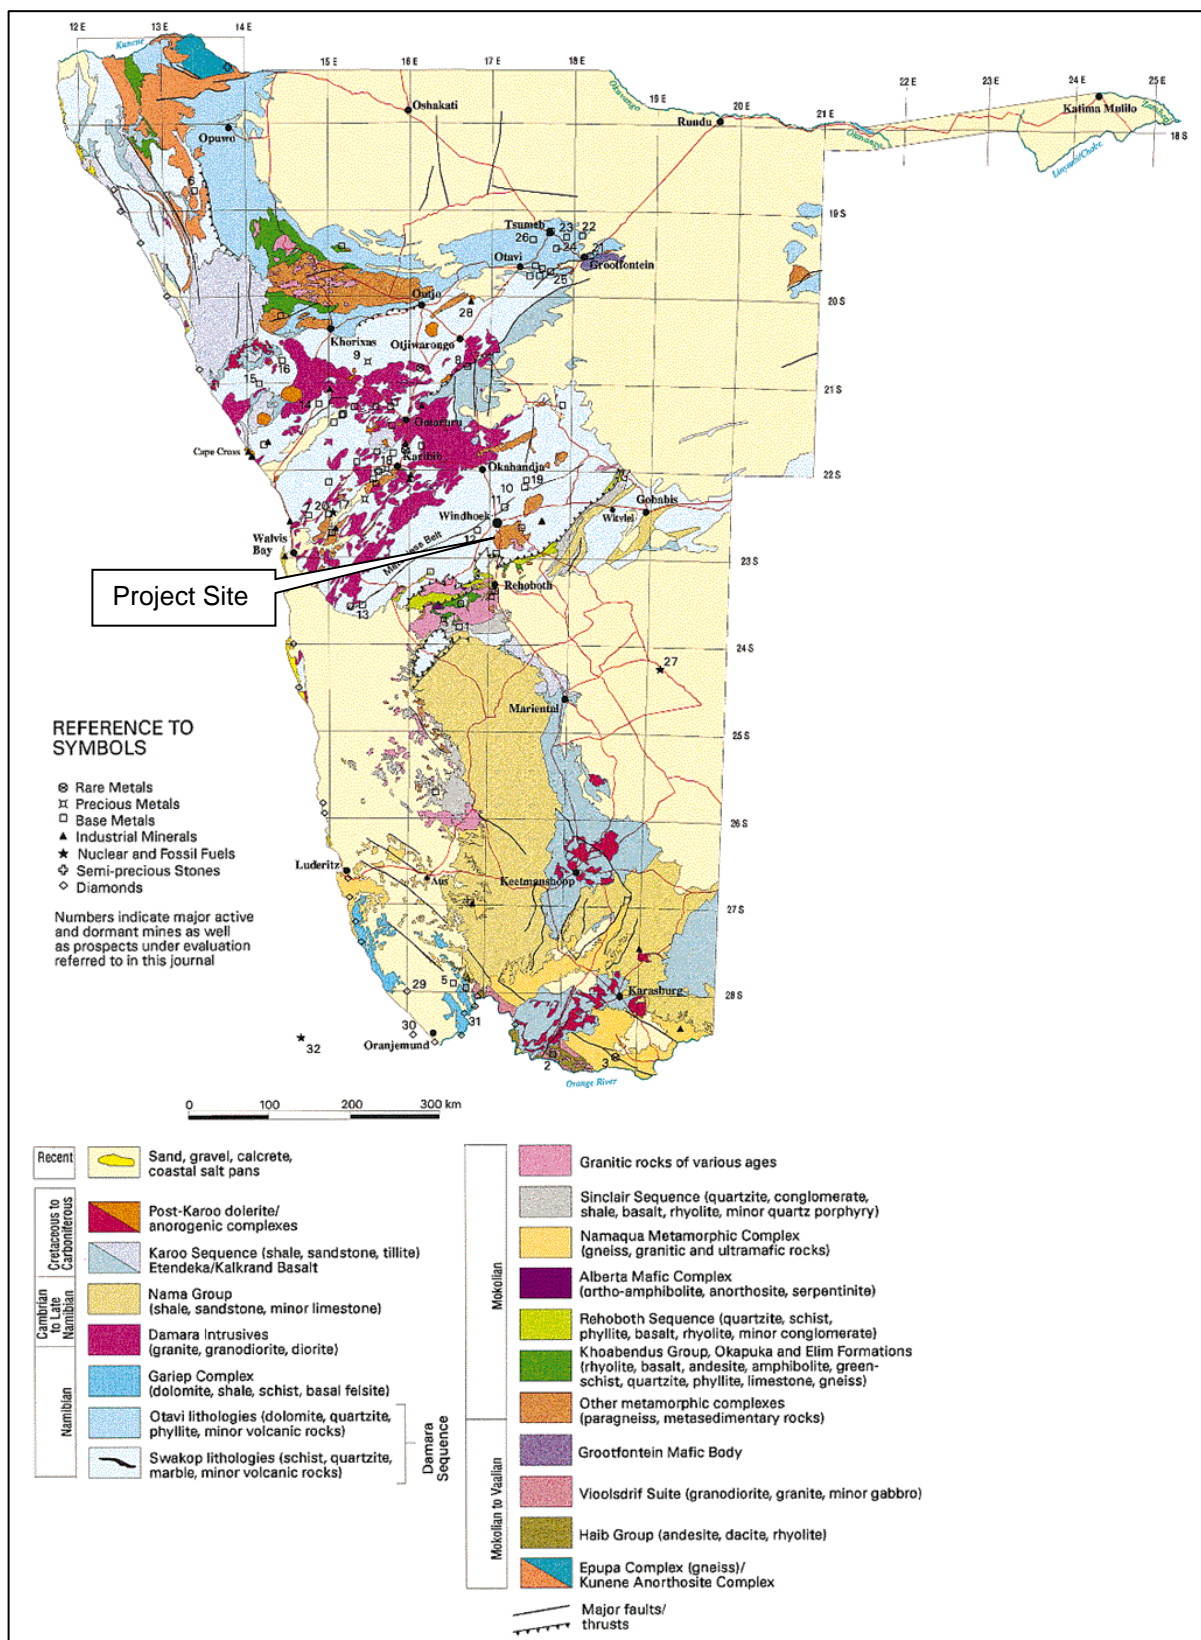 12 E
13 E
14 E
Kunene
15 E
16 E
17 E
18 E
19 E
20 E
21 E
22 E
23 E
24 E
25 E
Okavango
Oshakati
Rundu
Okavango
Katima Mulilo
Zambezi
Linyanti/Chobe
18 S
Opuwo
6
19 S
Tsumeb
23
22
26
24
21
Otavi
Grootfontein
25
20 S
Outjo
28
Khorixas
Otjiwarongo
9
8
16
15
21 S
14
Omaruru
Cape Cross
Karibib
18
22 S
Okahandja
19
10
Gobabis
11
Witvlei
7
20
17
Windhoek
Walvis
Bay
12
Matchless Belt
23 S
Project Site
Rehoboth
13
1
24 S
27
Mariental
25 S
REFERENCE TO
SYMBOLS
Rare Metals
Precious Metals
Base Metals
Industrial Minerals
Nuclear and Fossil Fuels
Semi-precious Stones
Diamonds
Numbers indicate major active
and dormant mines as well
as prospects under evaluation
referred to in this journal
26 S
Luderitz
Aus
Keetmanshoop
27 S
29
5
4
28 S
Karasburg
30
31
Oranjemund
32
2
3
Orange River
0 100 200 300 km
Recent
Sand, gravel, calcrete,
coastal salt pans
Cretaceous to
Carboniferous
Post-Karoo dolerite/
anorogenic complexes
Karoo Sequence (shale, sandstone, tillite)
Etendeka/Kalkrand Basalt
Cambrian
to Late
Namibian
Nama Group
(shale, sandstone, minor limestone)
Damara Intrusives
(granite, granodiorite, diorite)
Namibian
Gariep Complex
(dolomite, shale, schist, basal felsite)
Otavi lithologies (dolomite, quartzite,
phyllite, minor volcanic rocks)
Swakop lithologies (schist, quartzite,
marble, minor volcanic rocks)
Damara
Sequence
Mokolian
Granitic rocks of various ages
Sinclair Sequence (quartzite, conglomerate,
shale, basalt, rhyolite, minor quartz porphyry)
Namaqua Metamorphic Complex
(gneiss, granitic and ultramafic rocks)
Alberta Mafic Complex
(ortho-amphibolite, anorthosite, serpentinite)
Rehoboth Sequence (quartzite, schist,
phyllite, basalt, rhyolite, minor conglomerate)
Khoabendus Group, Okapuka and Elim Formations
(rhyolite, basalt, andesite, amphibolite, green-
schist, quartzite, phyllite, limestone, gneiss)
Other metamorphic complexes
(paragneiss, metasedimentary rocks)
Mokolian to Vaalian
Grootfontein Mafic Body
Vioolsdrif Suite (granodiorite, granite, minor gabbro)
Haib Group (andesite, dacite, rhyolite)
Epupa Complex (gneiss)/
Kunene Anorthosite Complex
Major faults/
thrusts